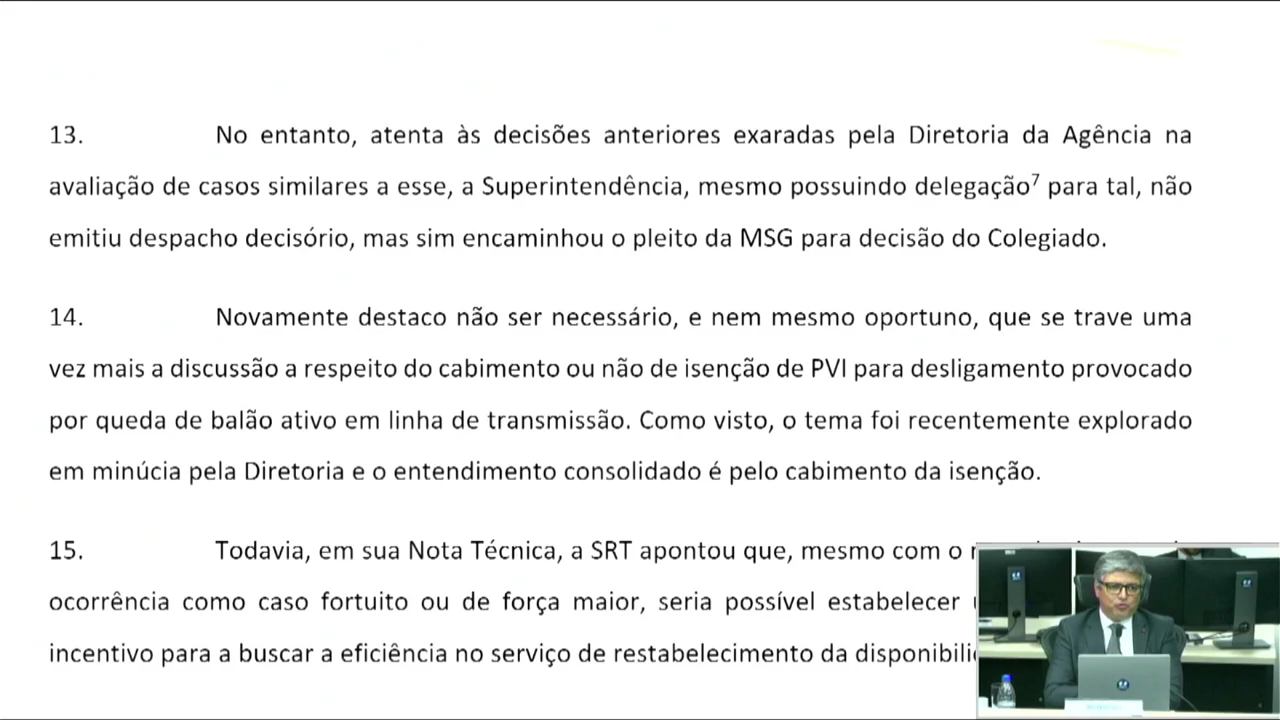 13. No entanto, atenta às decisões anteriores exaradas pela Diretoria da Agência na
avaliação de casos similares a esse, a Superintendência, mesmo possuindo delegação⁷ para tal, não
emitiu despacho decisório, mas sim encaminhou o pleito da MSG para decisão do Colegiado.
14. Novamente destaco não ser necessário, e nem mesmo oportuno, que se trave uma
vez mais a discussão a respeito do cabimento ou não de isenção de PVI para desligamento provocado
por queda de balão ativo em linha de transmissão. Como visto, o tema foi recentemente explorado
em minúcia pela Diretoria e o entendimento consolidado é pelo cabimento da isenção.
15. Todavia, em sua Nota Técnica, a SRT apontou que, mesmo com o
ocorrência como caso fortuito ou de força maior, seria possível estabelecer
incentivo para a buscar a eficiência no serviço de restabelecimento da